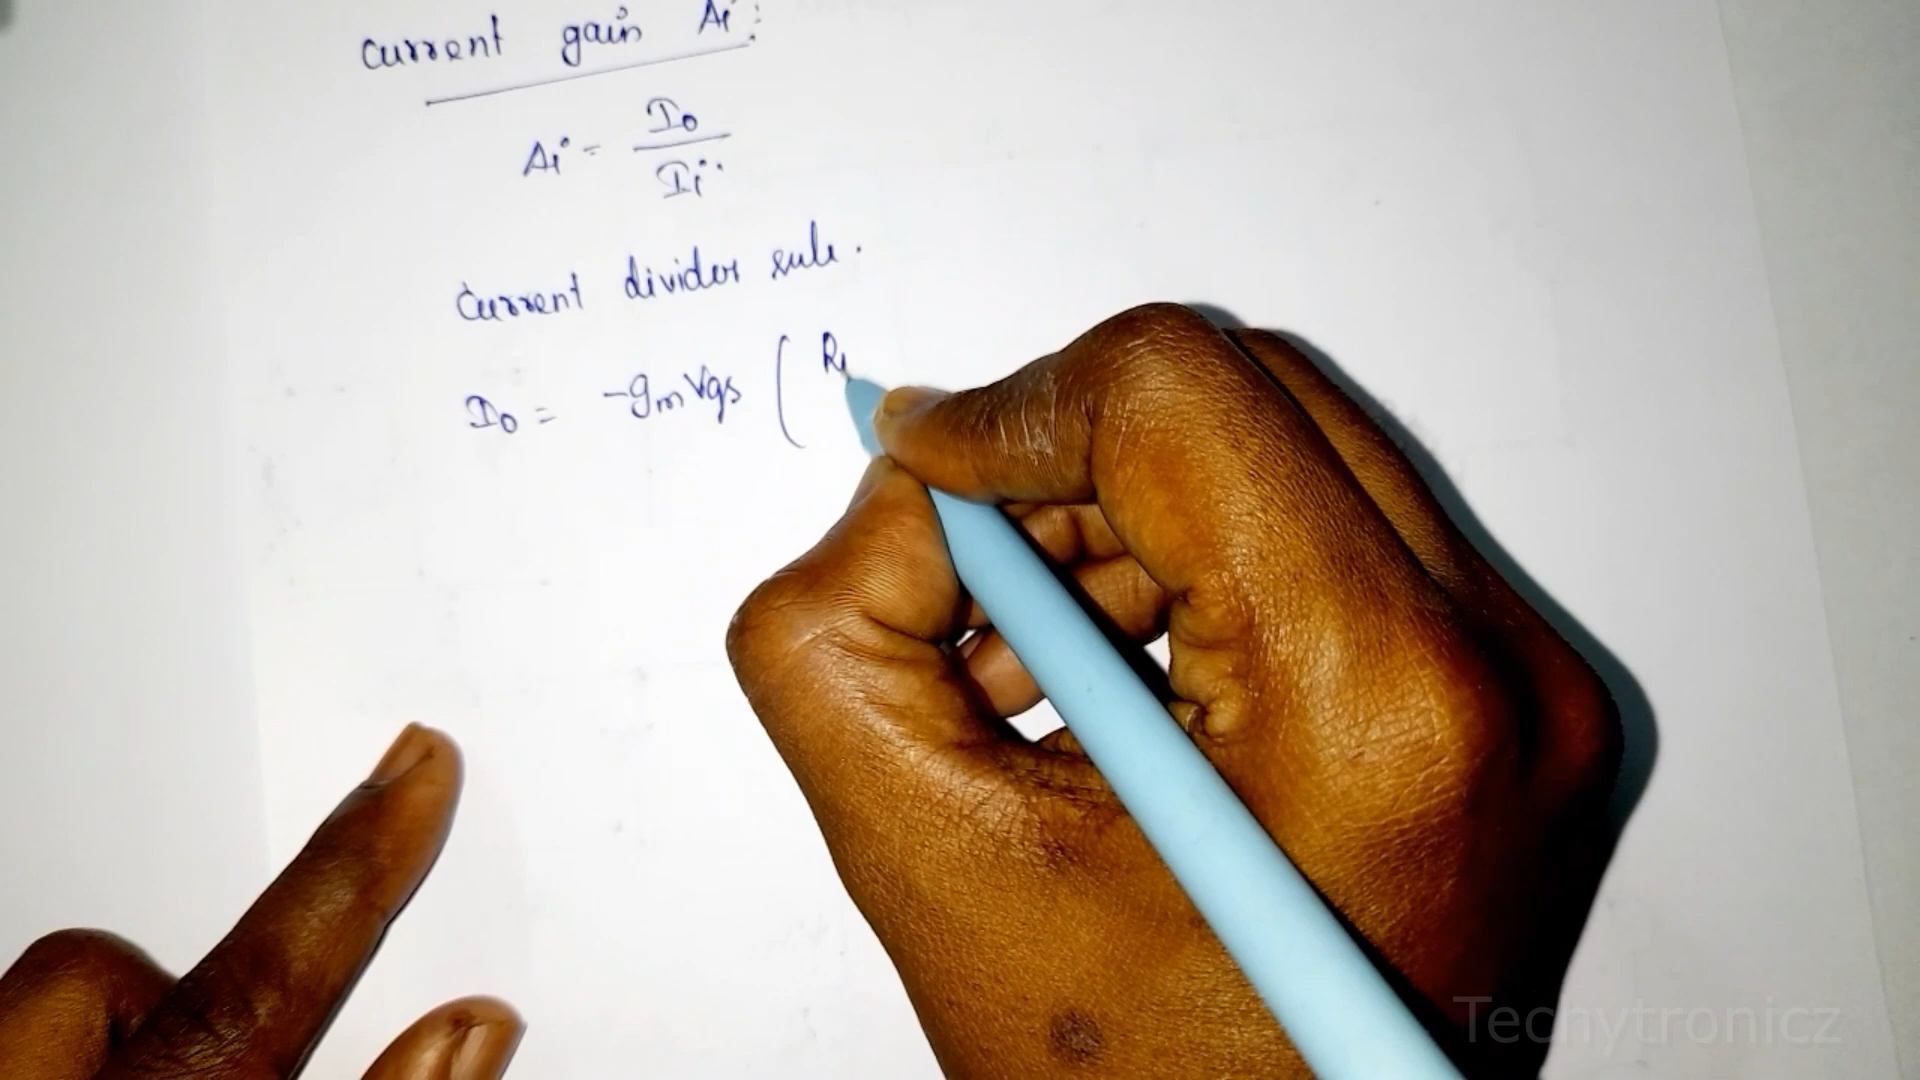 Current gain Ai:
Ai = Io
Ii
Current divider rule.
Io = -gmVgs ( R
Techytronicz